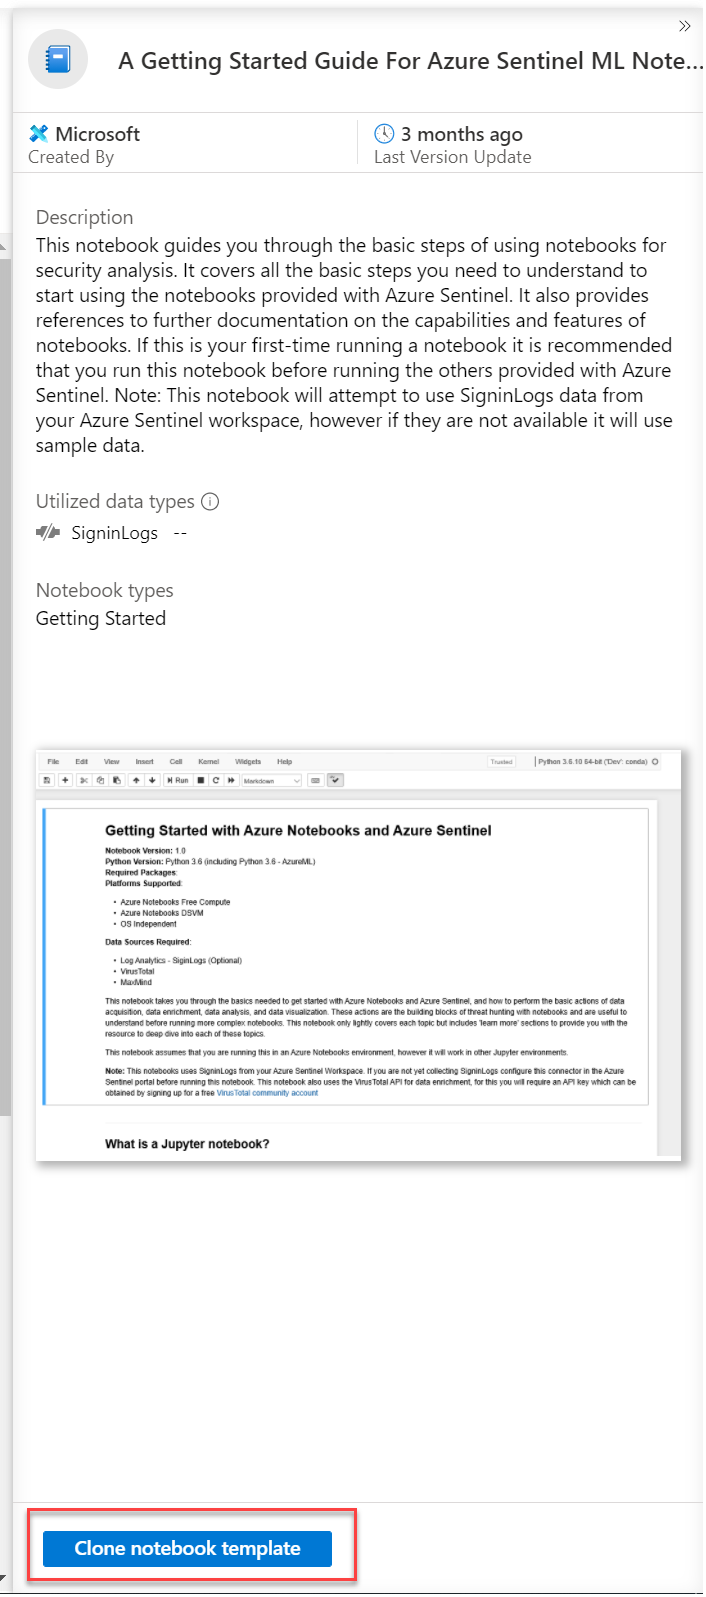 A Getting Started Guide For Azure Sentinel ML Note...
Microsoft
Created By
3 months ago
Last Version Update
Description
This notebook guides you through the basic steps of using notebooks for
security analysis. It covers all the basic steps you need to understand to
start using the notebooks provided with Azure Sentinel. It also provides
references to further documentation on the capabilities and features of
notebooks. If this is your first-time running a notebook it is recommended
that you run this notebook before running the others provided with Azure
Sentinel. Note: This notebook will attempt to use SigninLogs data from
your Azure Sentinel workspace, however if they are not available it will use
sample data.
Utilized data types
SigninLogs --
Notebook types
Getting Started
File Edit View Insert Cell Kernel Widgets Help Trusted Python 3.6.10 64-bit ('Dev': conda)
Run Markdown
Getting Started with Azure Notebooks and Azure Sentinel
Notebook Version: 1.0
Python Version: Python 3.6 (including Python 3.6 - AzureML)
Required Packages:
Platforms Supported:
• Azure Notebooks Free Compute
• Azure Notebooks DSVM
• OS Independent
Data Sources Required:
• Log Analytics - SiginLogs (Optional)
• VirusTotal
• MaxMind
This notebook takes you through the basics needed to get started with Azure Notebooks and Azure Sentinel, and how to perform the basic actions of data
acquisition, data enrichment, data analysis, and data visualization. These actions are the building blocks of threat hunting with notebooks and are useful to
understand before running more complex notebooks. This notebook only lightly covers each topic but includes 'learn more' sections to provide you with the
resource to deep dive into each of these topics.
This notebook assumes that you are running this in an Azure Notebooks environment, however it will work in other Jupyter environments.
Note: This notebooks uses SigninLogs from your Azure Sentinel Workspace. If you are not yet collecting SigninLogs configure this connector in the Azure
Sentinel portal before running this notebook. This notebook also uses the VirusTotal API for data enrichment, for this you will require an API key which can be
obtained by signing up for a free VirusTotal community account
What is a Jupyter notebook?
Clone notebook template